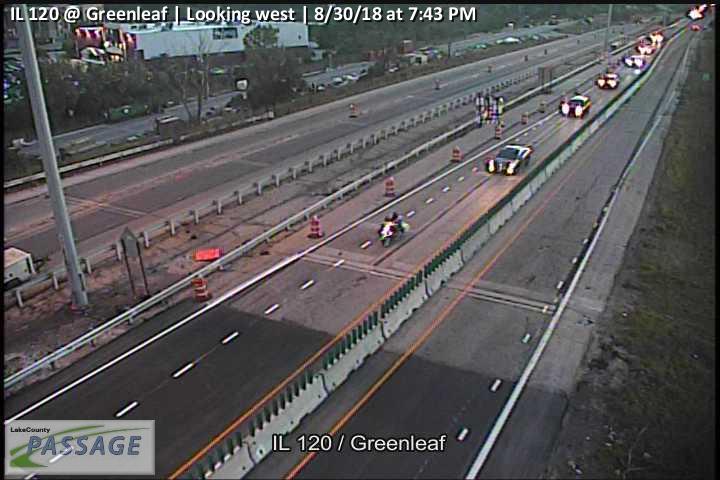 IL 120 @ Greenleaf | Looking west | 8/30/18 at 7:43 PM
IL 120 / Greenleaf
LakeCounty
PASSAGE